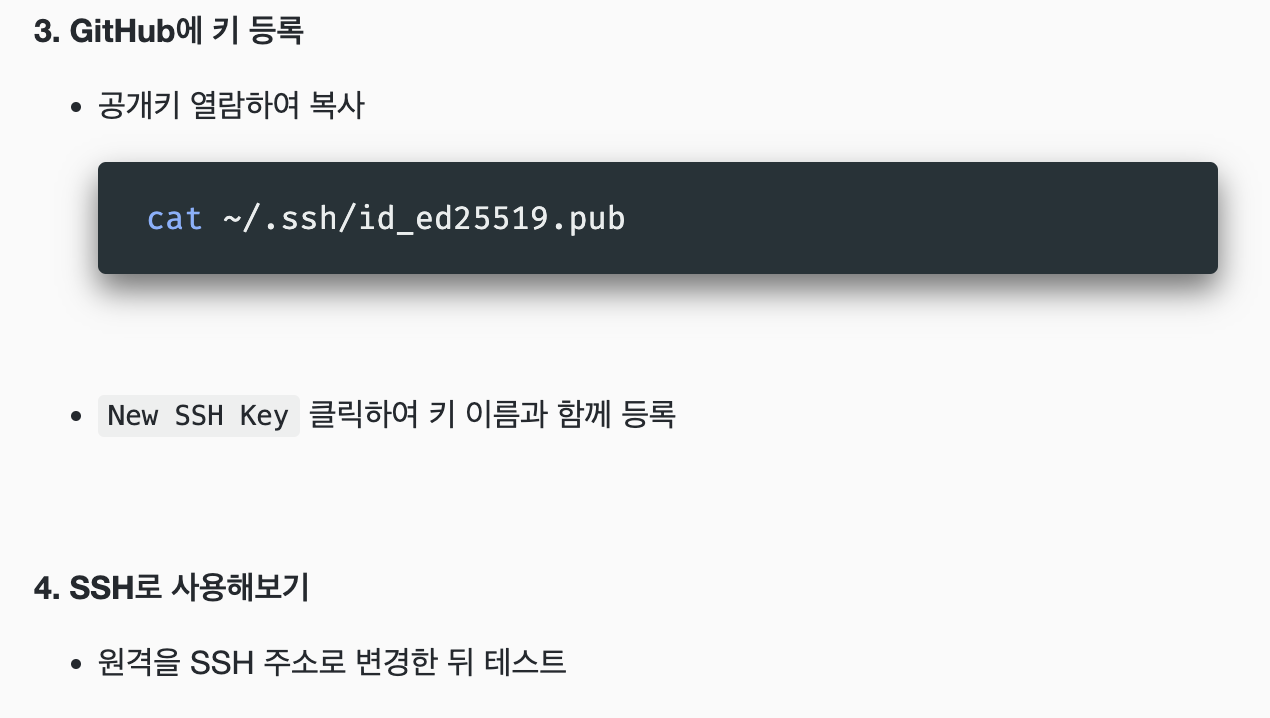 3. GitHub에 키 등록
• 공개키 열람하여 복사
cat ~/.ssh/id_ed25519.pub
• New SSH Key 클릭하여 키 이름과 함께 등록
4. SSH로 사용해보기
• 원격을 SSH 주소로 변경한 뒤 테스트